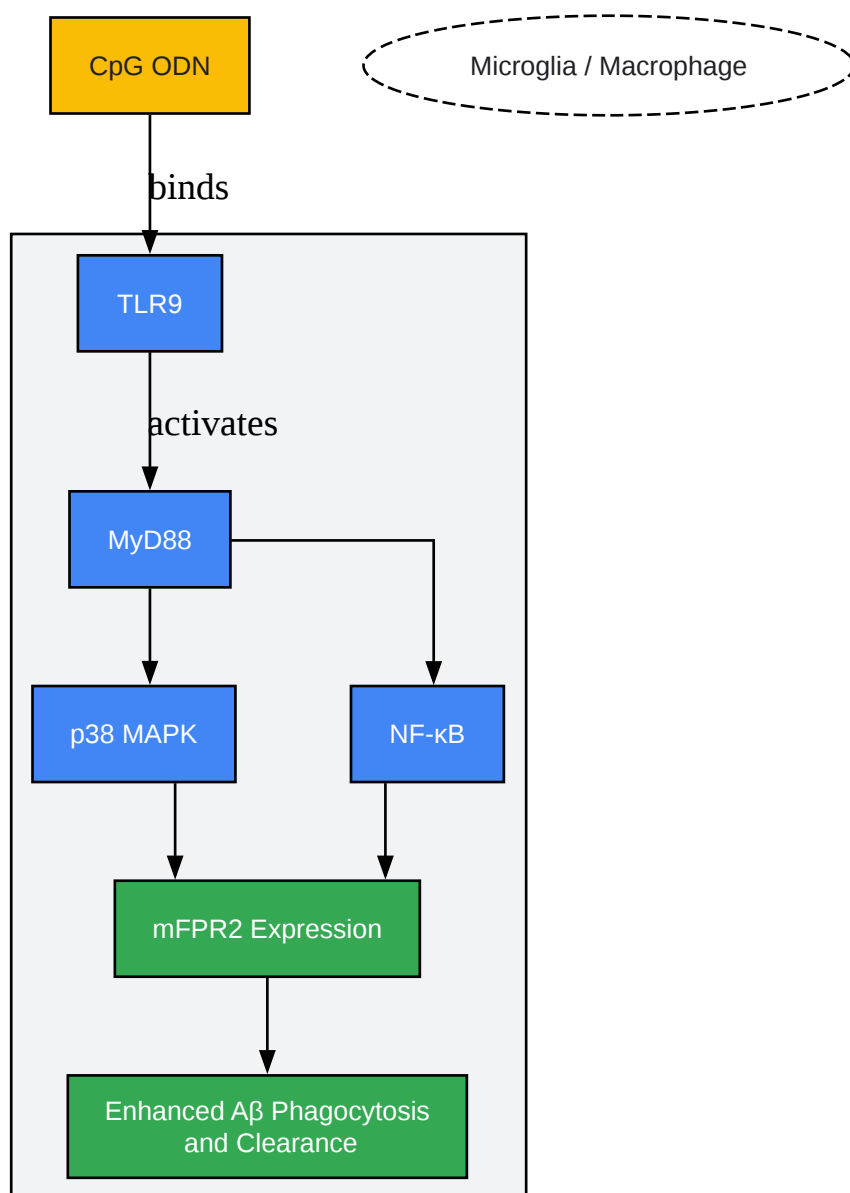 CpG ODN
Microglia / Macrophage
binds
TLR9
activates
MyD88
p38 MAPK
NF-κB
mFPR2 Expression
Enhanced Aβ Phagocytosis
and Clearance